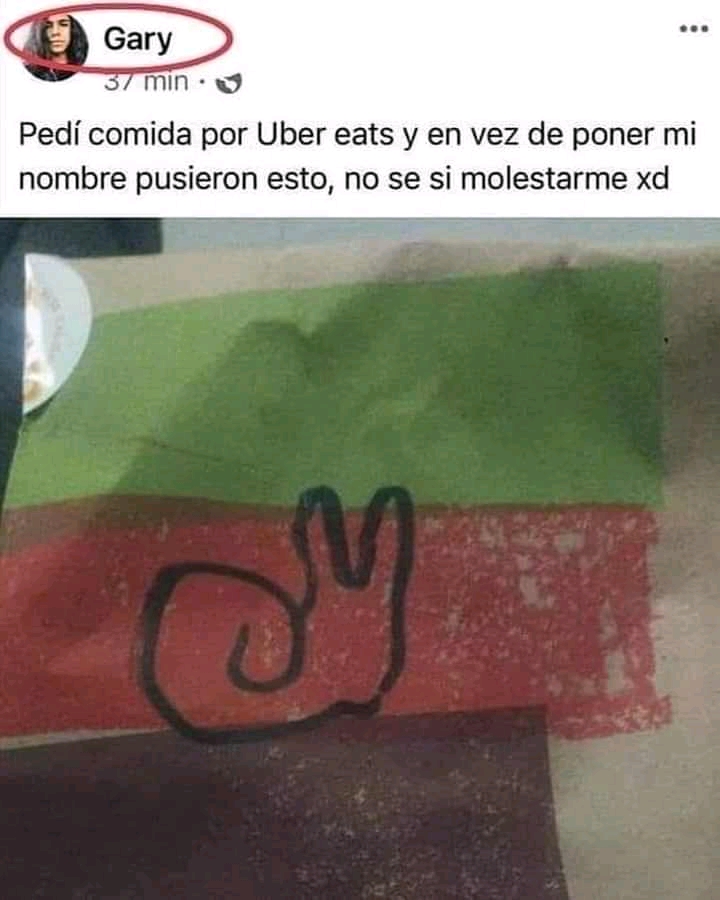 Gary
37 min
Pedí comida por Uber eats y en vez de poner mi
nombre pusieron esto, no se si molestarme xd